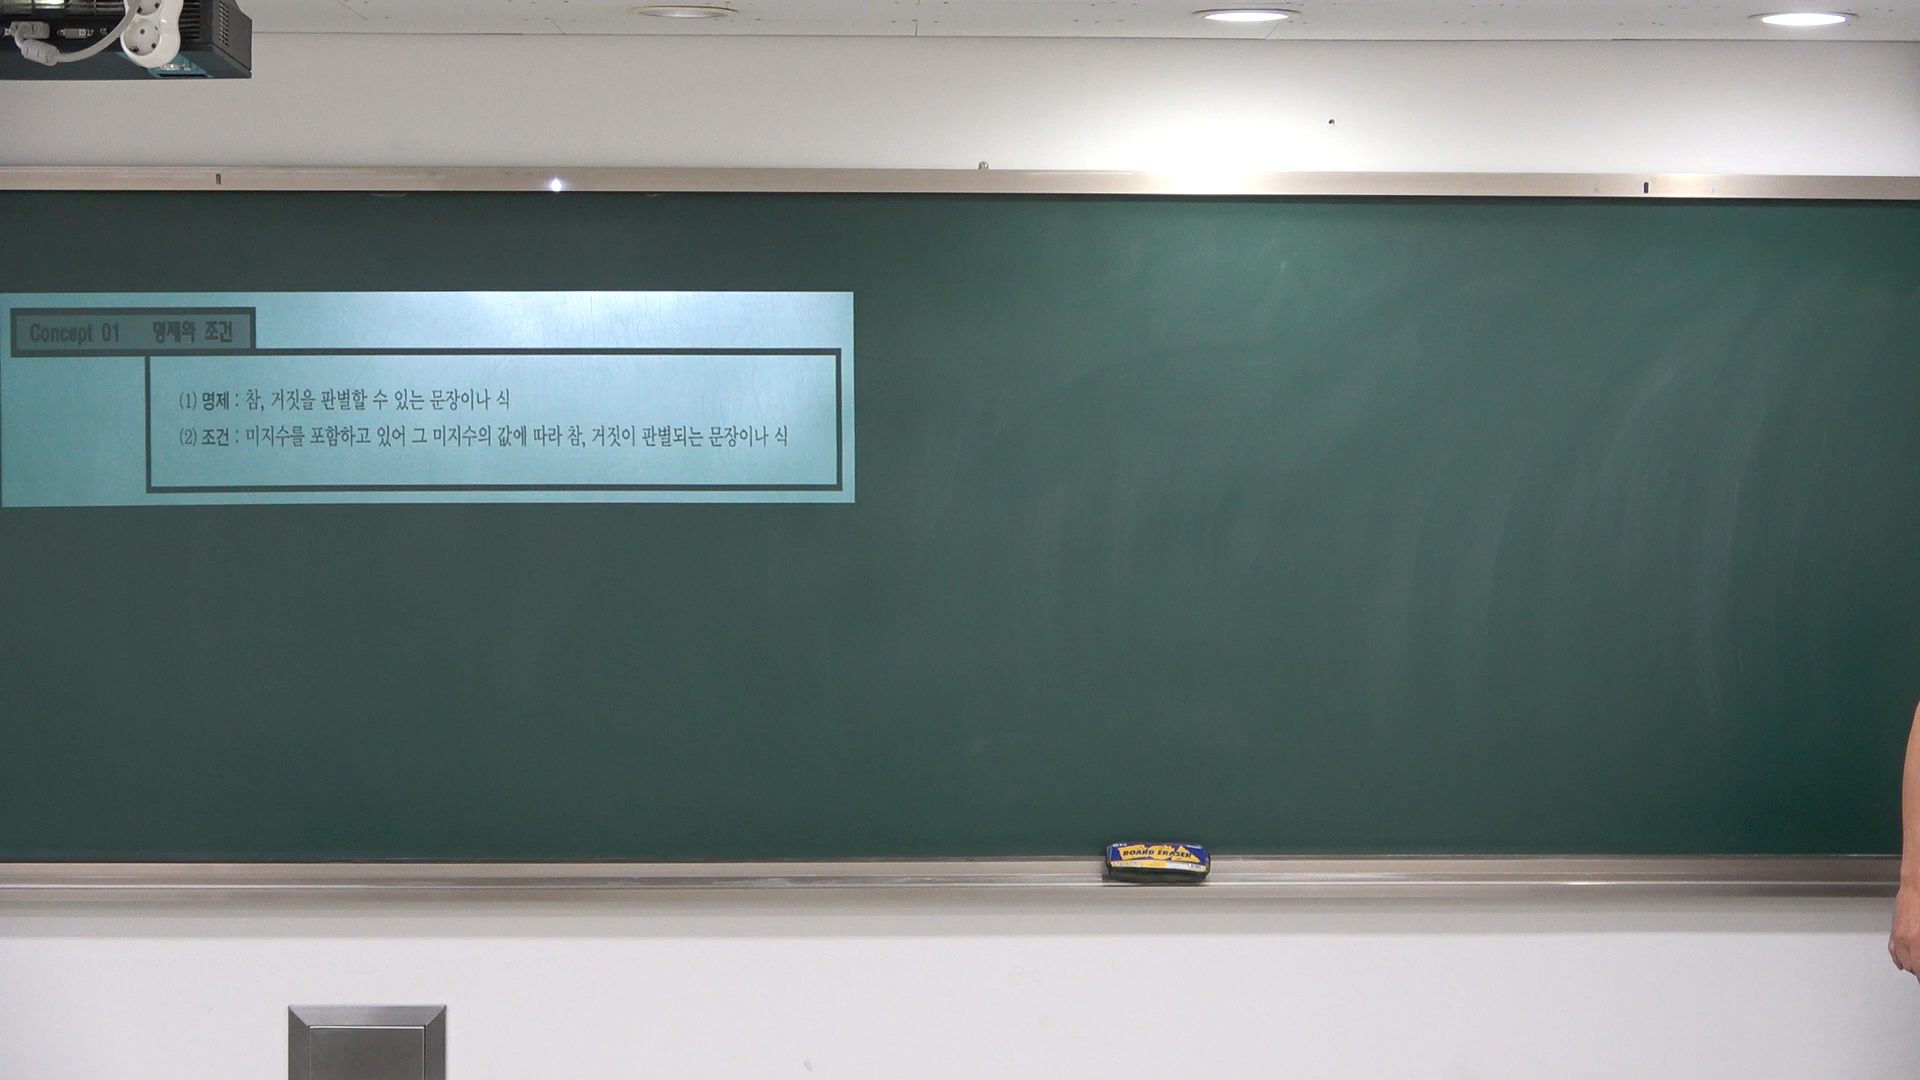 Concept 01 명제와 조건
(1) 명제 : 참, 거짓을 판별할 수 있는 문장이나 식
(2) 조건 : 미지수를 포함하고 있어 그 미지수의 값에 따라 참, 거짓이 판별되는 문장이나 식
BOARD ERASER